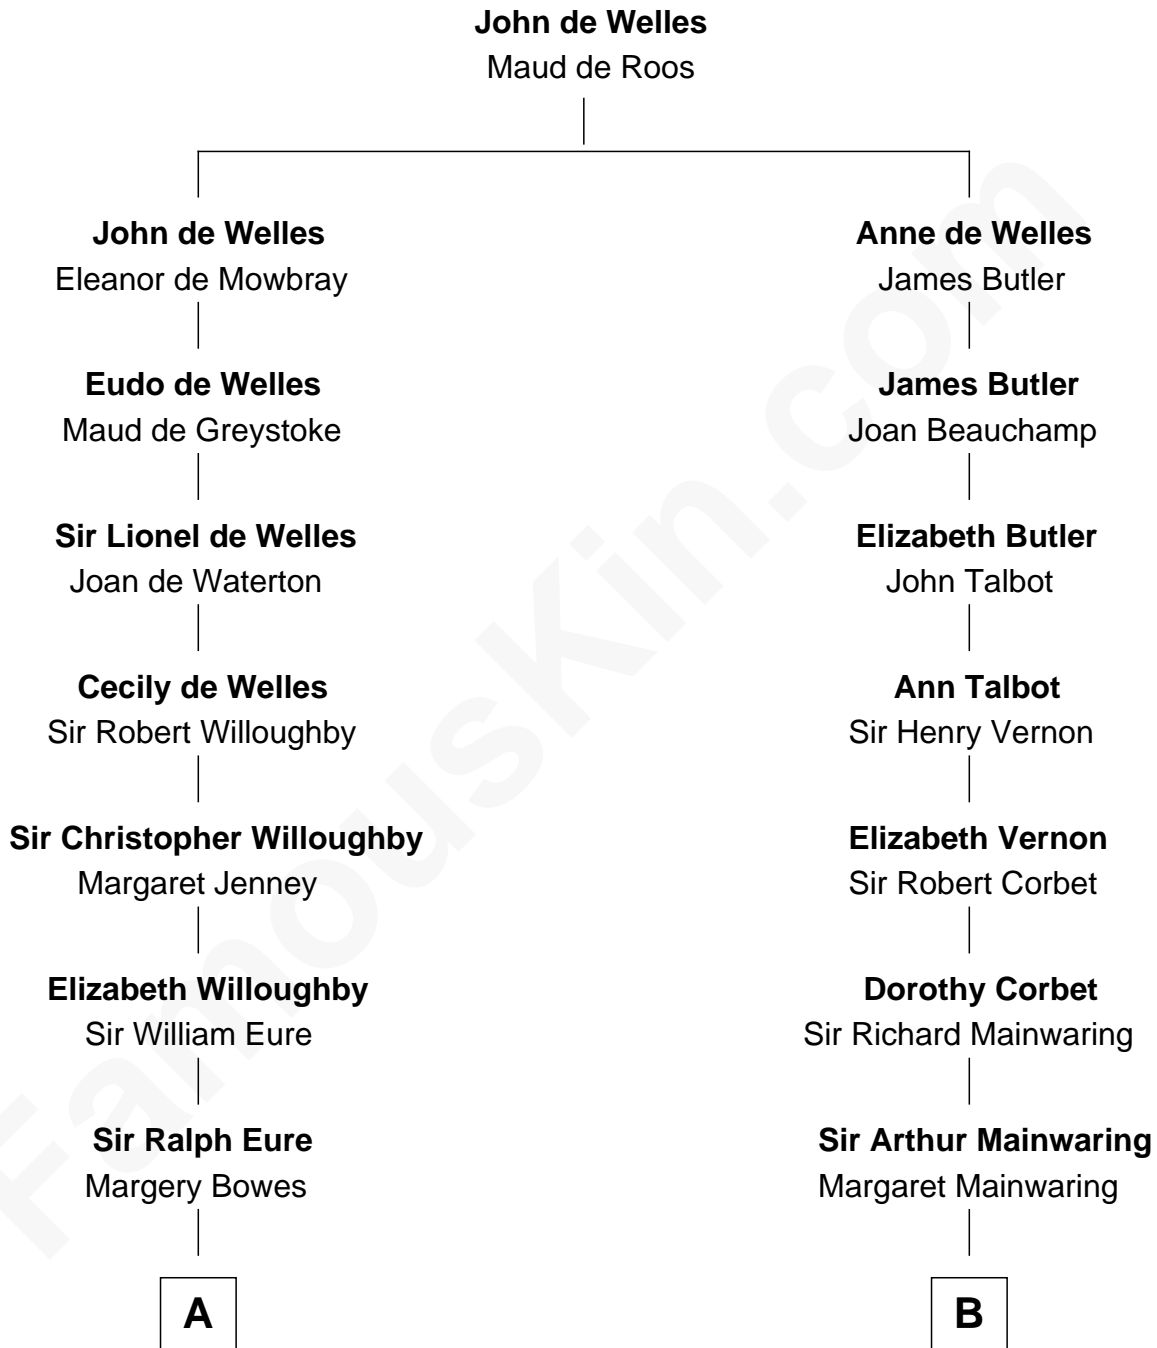 John de Welles
Maud de Roos
John de Welles
Eleanor de Mowbray
Eudo de Welles
Maud de Greystoke
Sir Lionel de Welles
Joan de Waterton
Cecily de Welles
Sir Robert Willoughby
Sir Christopher Willoughby
Margaret Jenney
Elizabeth Willoughby
Sir William Eure
Sir Ralph Eure
Margery Bowes
A
Anne de Welles
James Butler
James Butler
Joan Beauchamp
Elizabeth Butler
John Talbot
Ann Talbot
Sir Henry Vernon
Elizabeth Vernon
Sir Robert Corbet
Dorothy Corbet
Sir Richard Mainwaring
Sir Arthur Mainwaring
Margaret Mainwaring
B
FamousKin.com